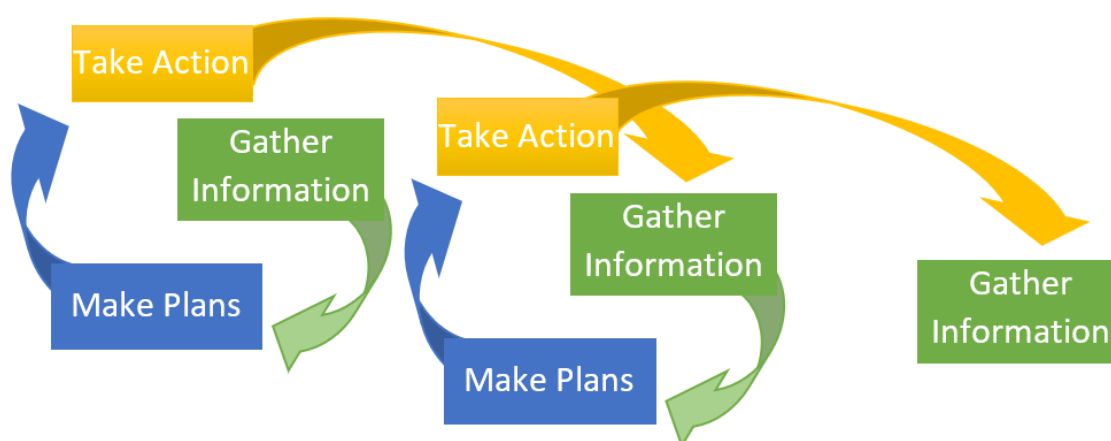 Take Action
Gather
Information
Make Plans
Take Action
Gather
Information
Make Plans
Gather
Information